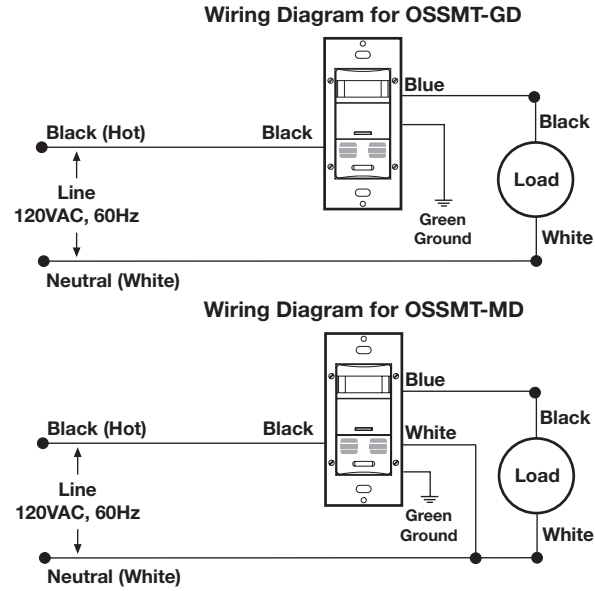 Wiring Diagram for OSSMT-GD
Blue
Black (Hot)
Black
Black
Line
120VAC, 60Hz
Load
Green
Ground
White
Neutral (White)
Wiring Diagram for OSSMT-MD
Blue
Black (Hot)
Black
White
Black
Line
120VAC, 60Hz
Load
Green
Ground
White
Neutral (White)